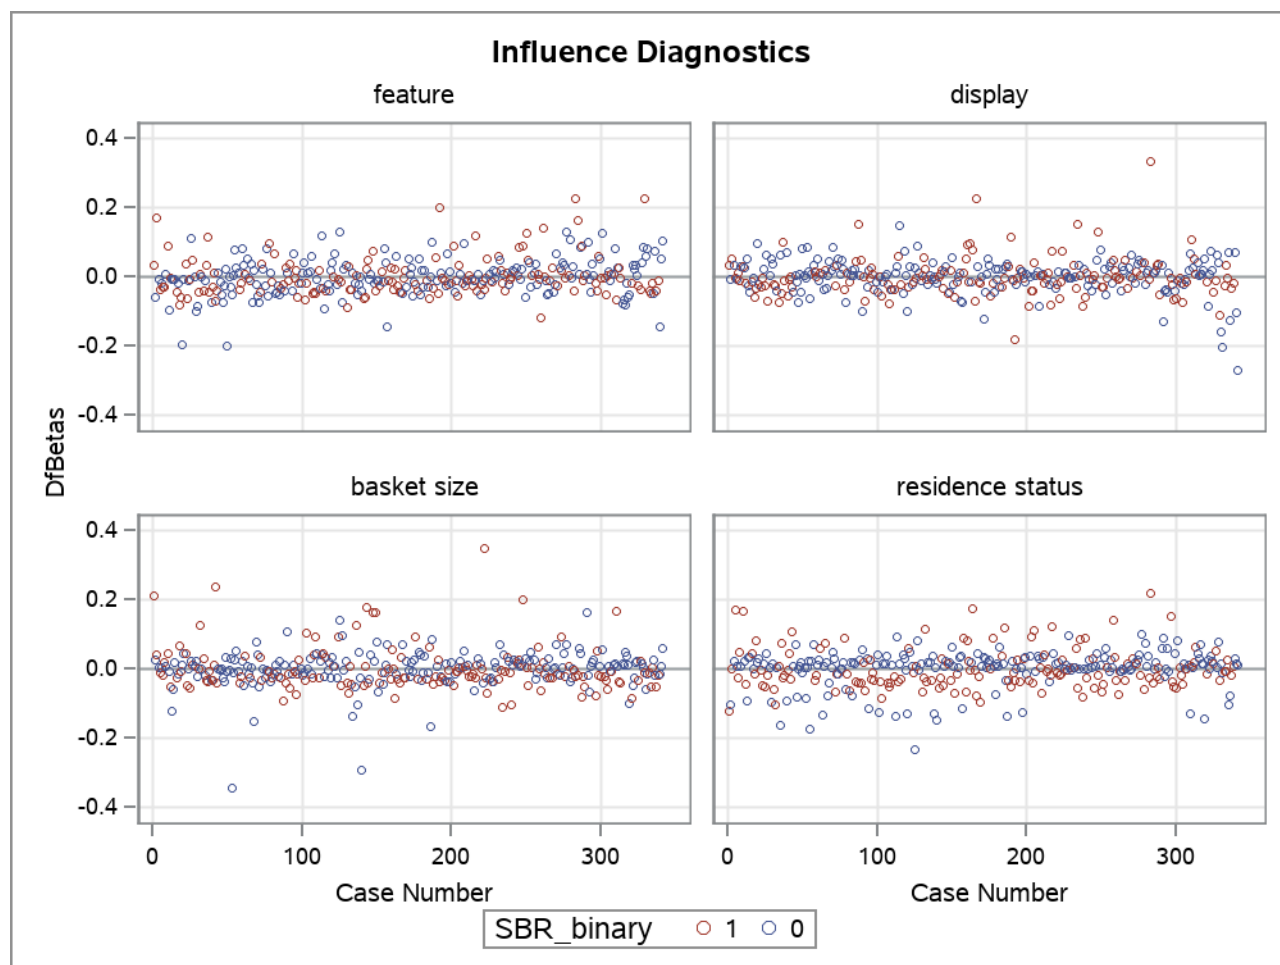 Influence Diagnostics
feature
display
0.4
0.2
0.0
-0.2
-0.4
DfBetas
basket size
residence status
0.4
0.2
0.0
-0.2
-0.4
0 100 200 300
0 100 200 300
Case Number
Case Number
SBR_binary 1 0